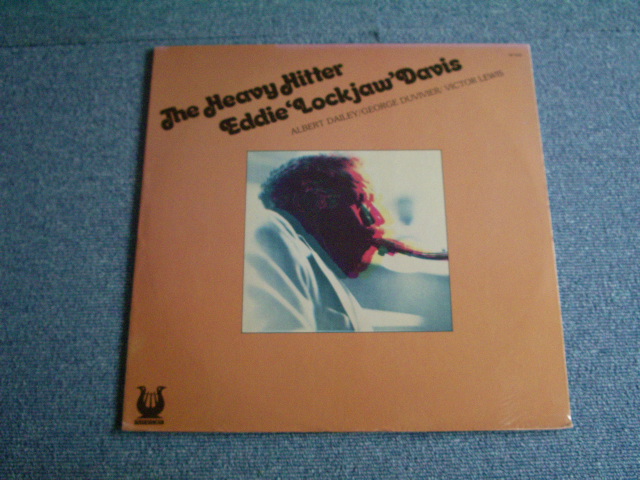 The Heavy Hitter
Eddie 'Lockjaw' Davis
ALBERT DAILEY/GEORGE DUVIVIER/VICTOR LEWIS